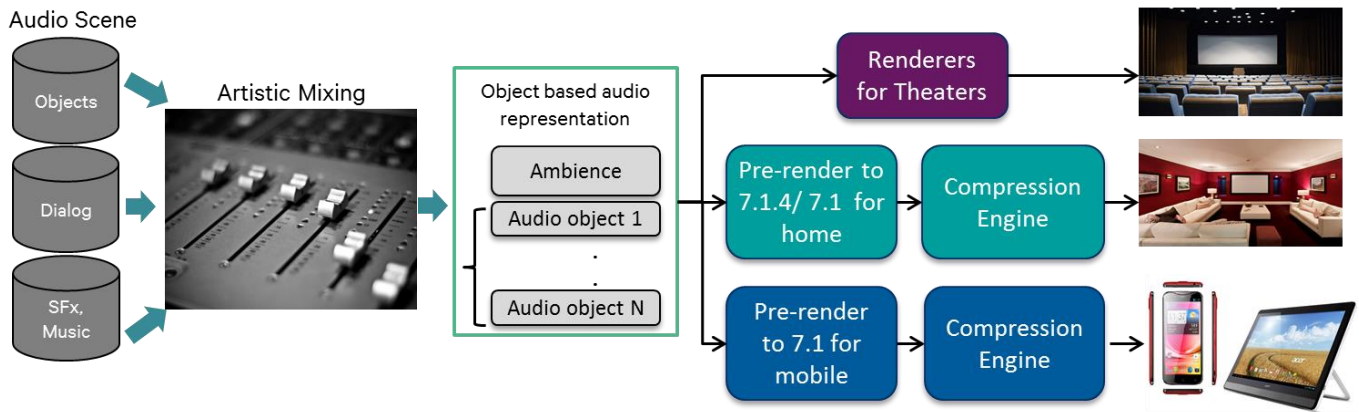 Audio Scene
Objects
Dialog
SFx,
Music
Artistic Mixing
Object based audio
representation
Ambience
Audio object 1
.
.
Audio object N
Renderers
for Theaters
Pre-render to
7.1.4/ 7.1 for
home
Compression
Engine
Pre-render
to 7.1 for
mobile
Compression
Engine
acer